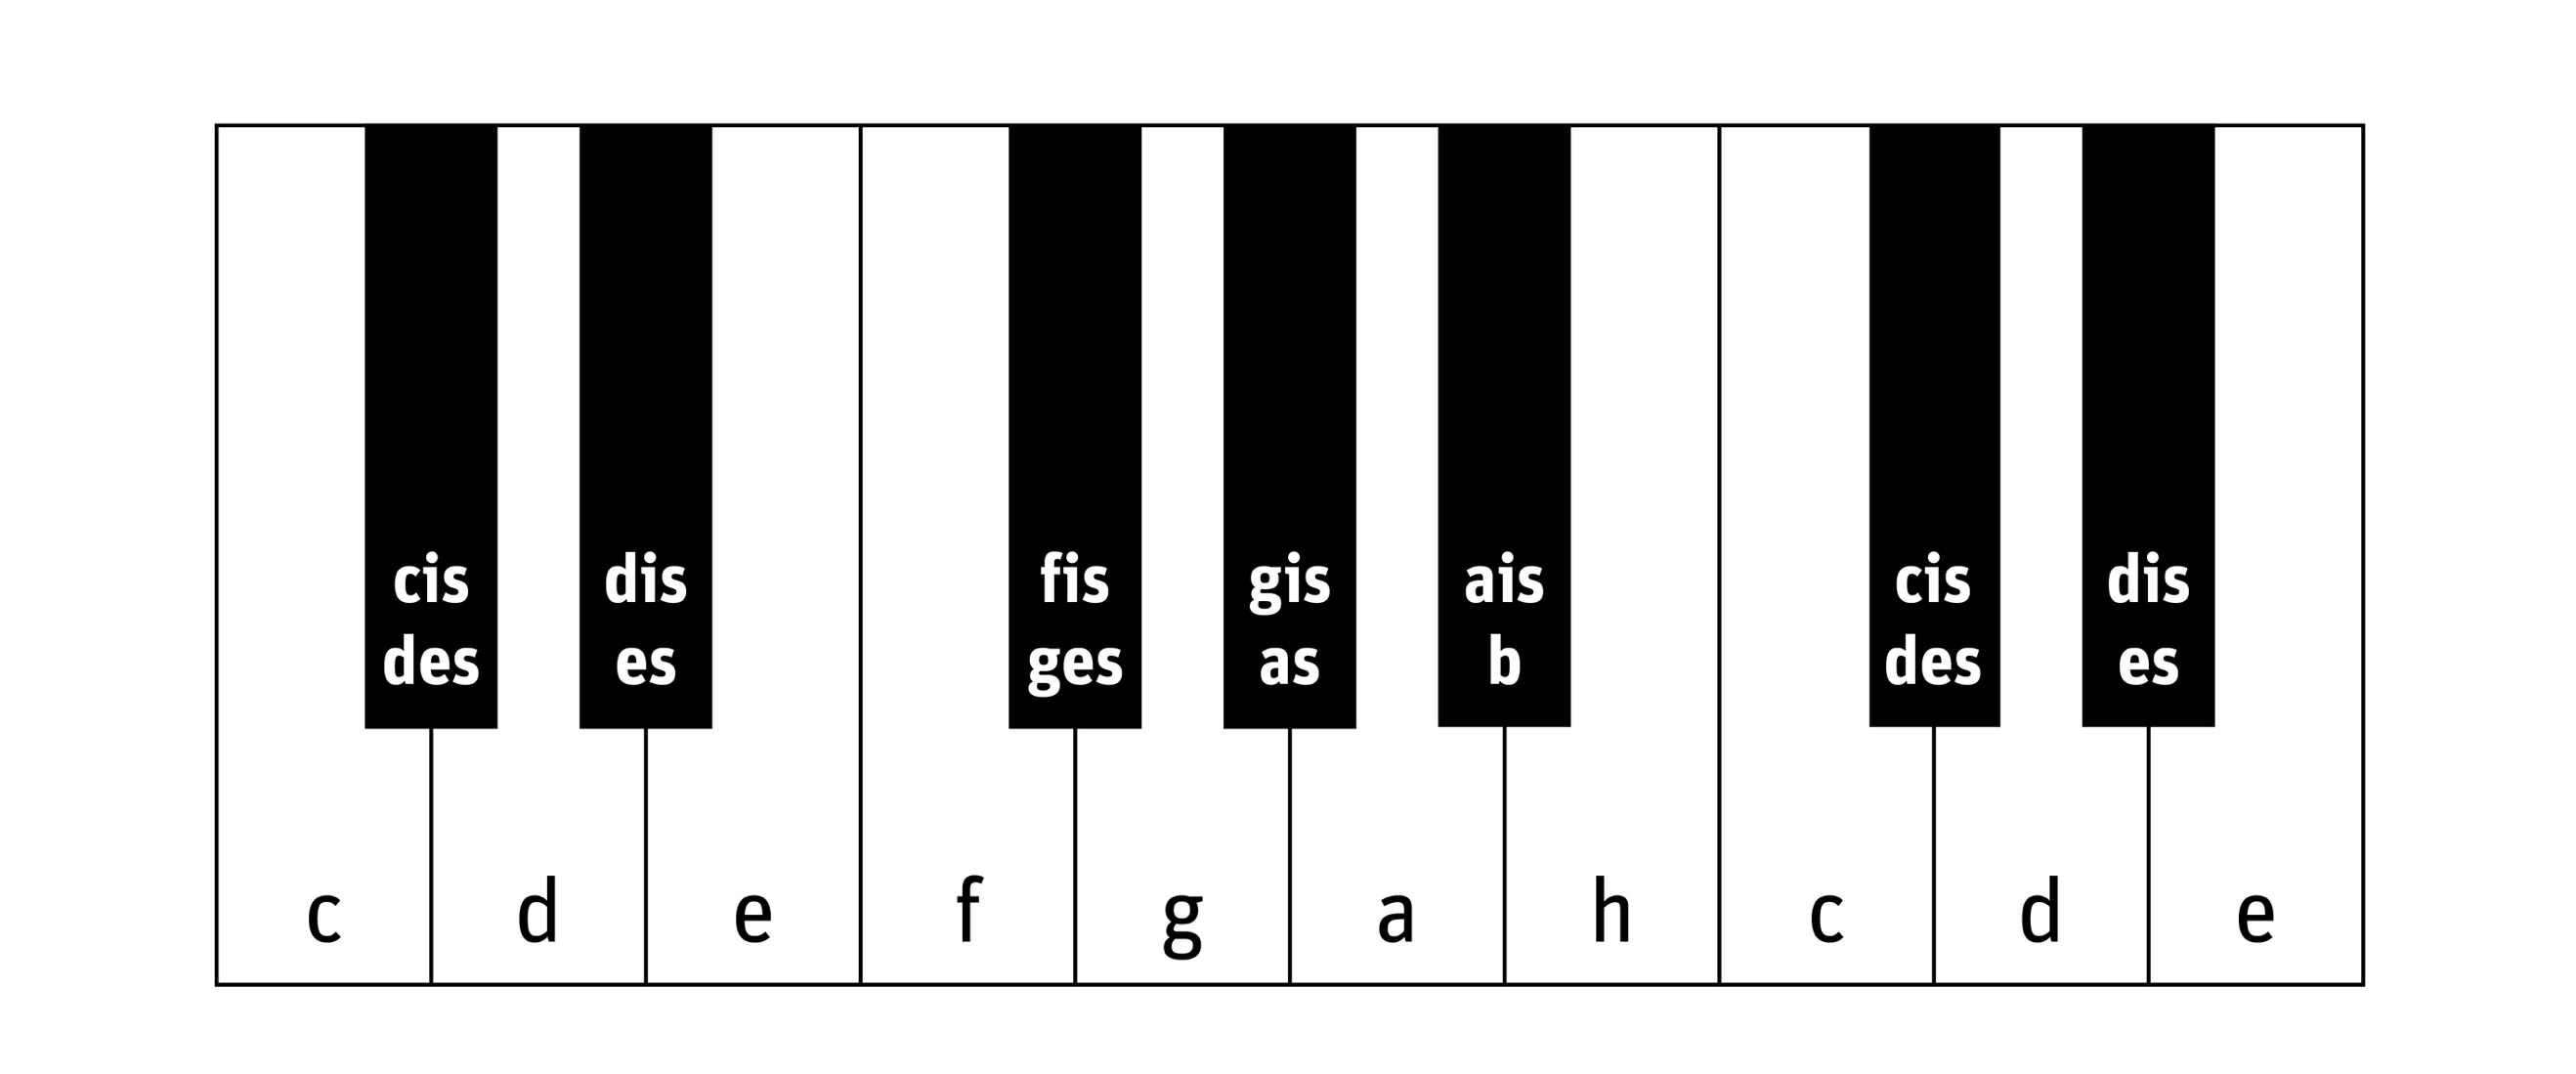 cis dis fis gis ais cis dis
des es ges as b des es
c d e f g a h c d e